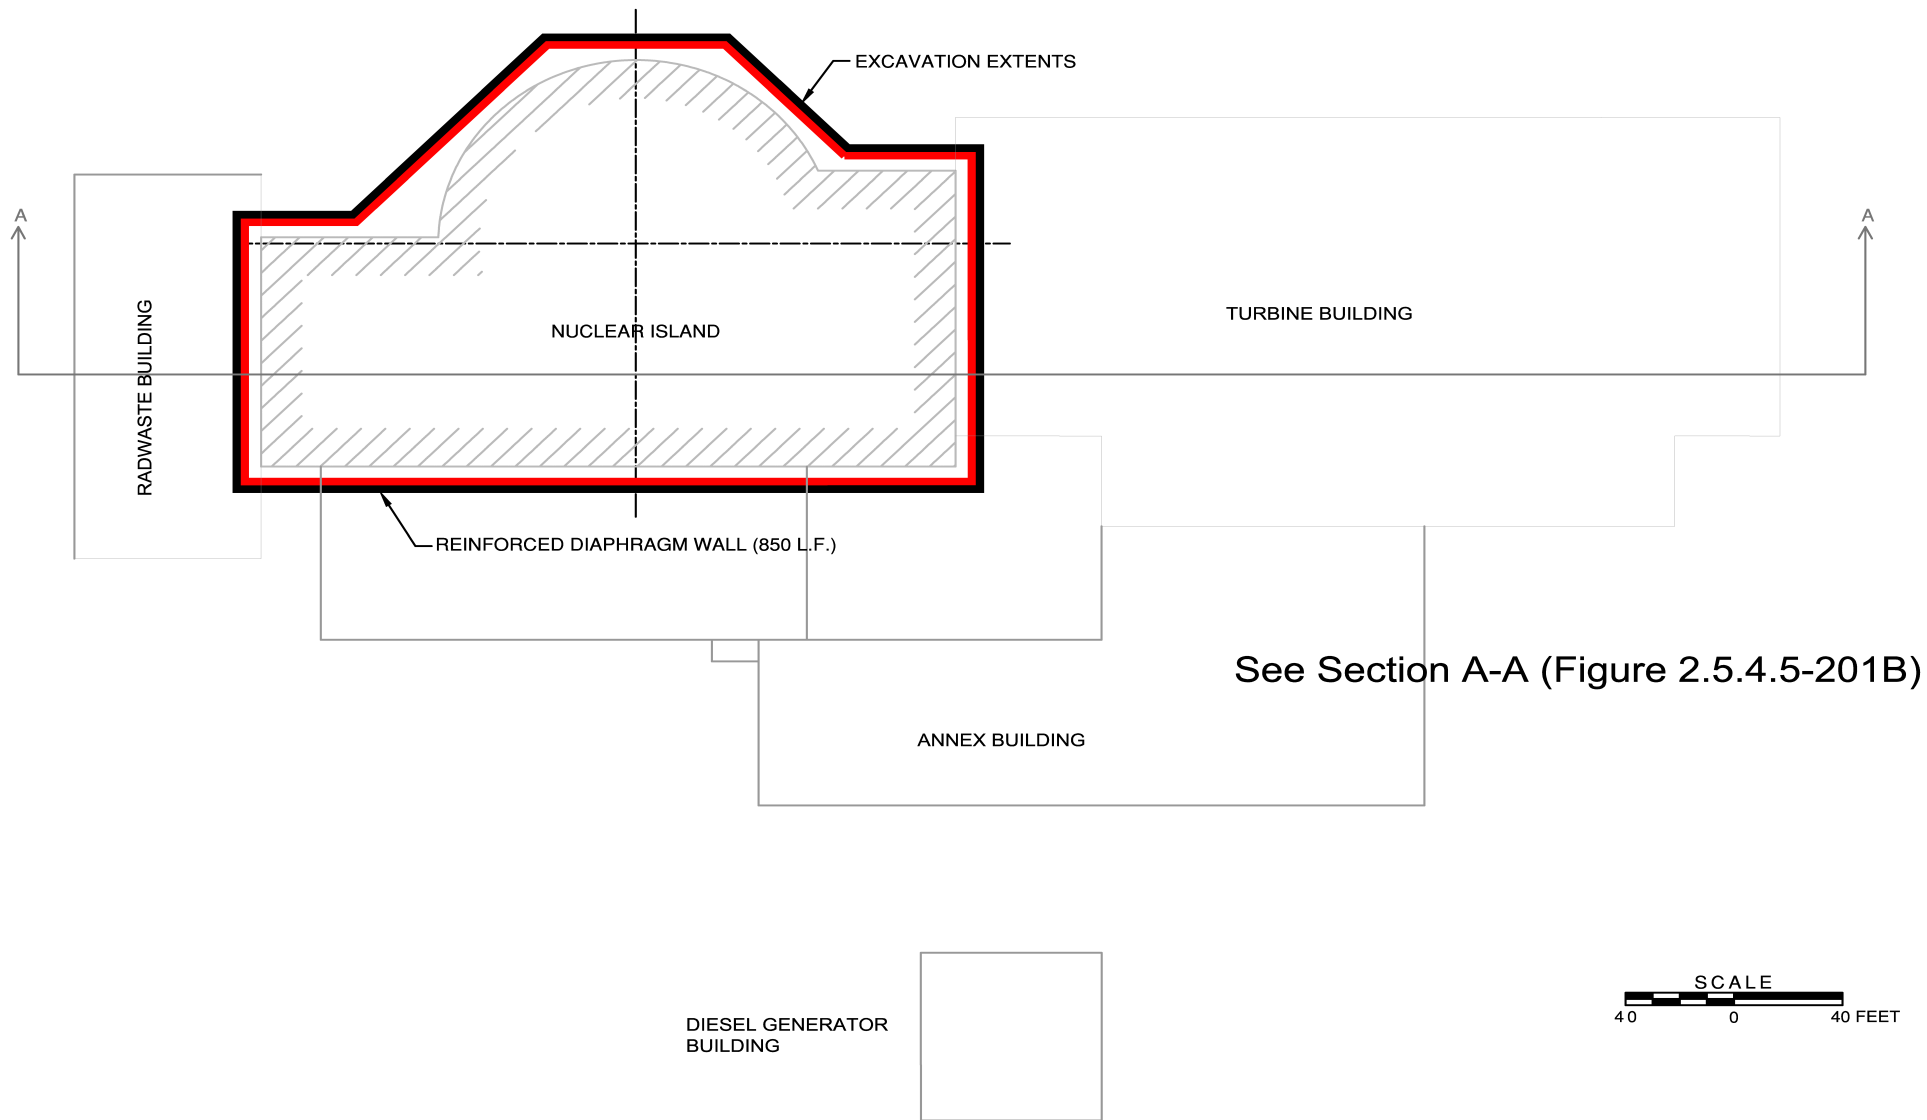 EXCAVATION EXTENTS
A
A
RADWASTE BUILDING
NUCLEAR ISLAND
TURBINE BUILDING
REINFORCED DIAPHRAGM WALL (850 L.F.)
See Section A-A (Figure 2.5.4.5-201B)
ANNEX BUILDING
SCALE
40 0 40 FEET
DIESEL GENERATOR
BUILDING